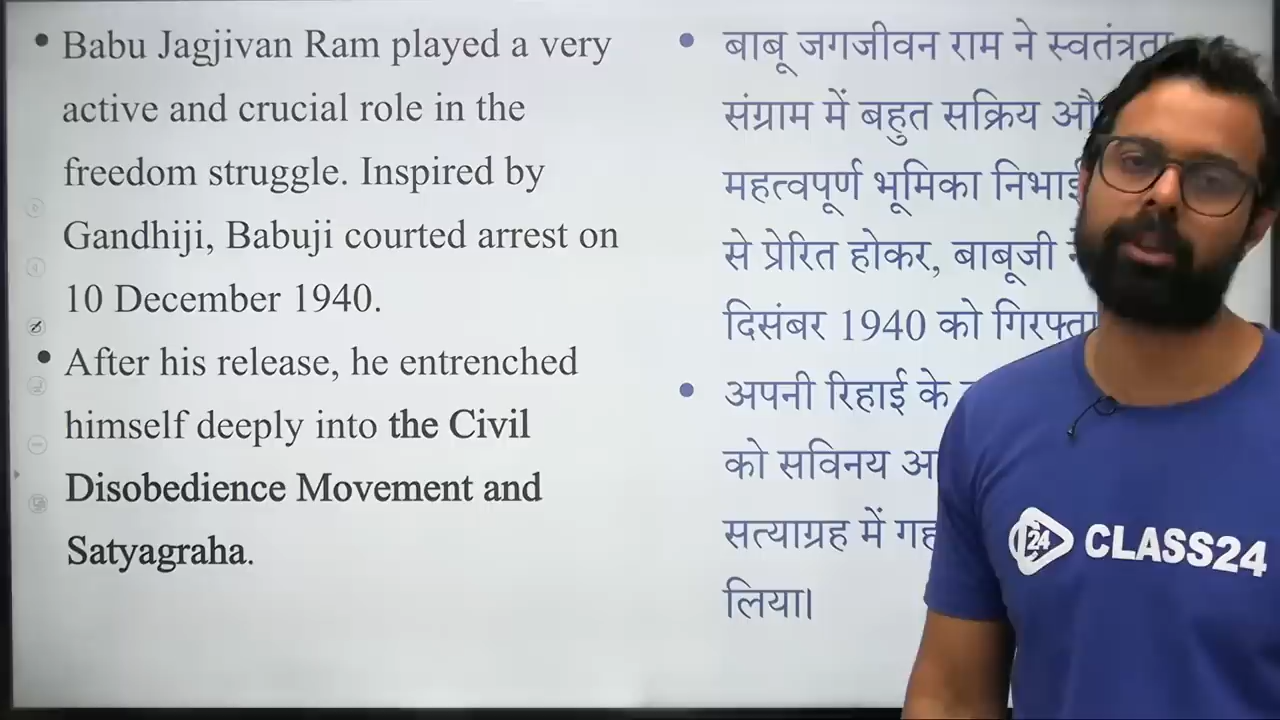 • Babu Jagjivan Ram played a very
active and crucial role in the
freedom struggle. Inspired by
Gandhiji, Babuji courted arrest on
10 December 1940.
• After his release, he entrenched
himself deeply into the Civil
Disobedience Movement and
Satyagraha.
• बाबू जगजीवन राम ने स्वतंत्रता
संग्राम में बहुत सक्रिय
महत्वपूर्ण भूमिका निभाई
से प्रेरित होकर, बाबूजी
दिसंबर 1940 को
• अपनी रिहाई के
को सविनय
सत्याग्रह में
लिया।
24 CLASS24